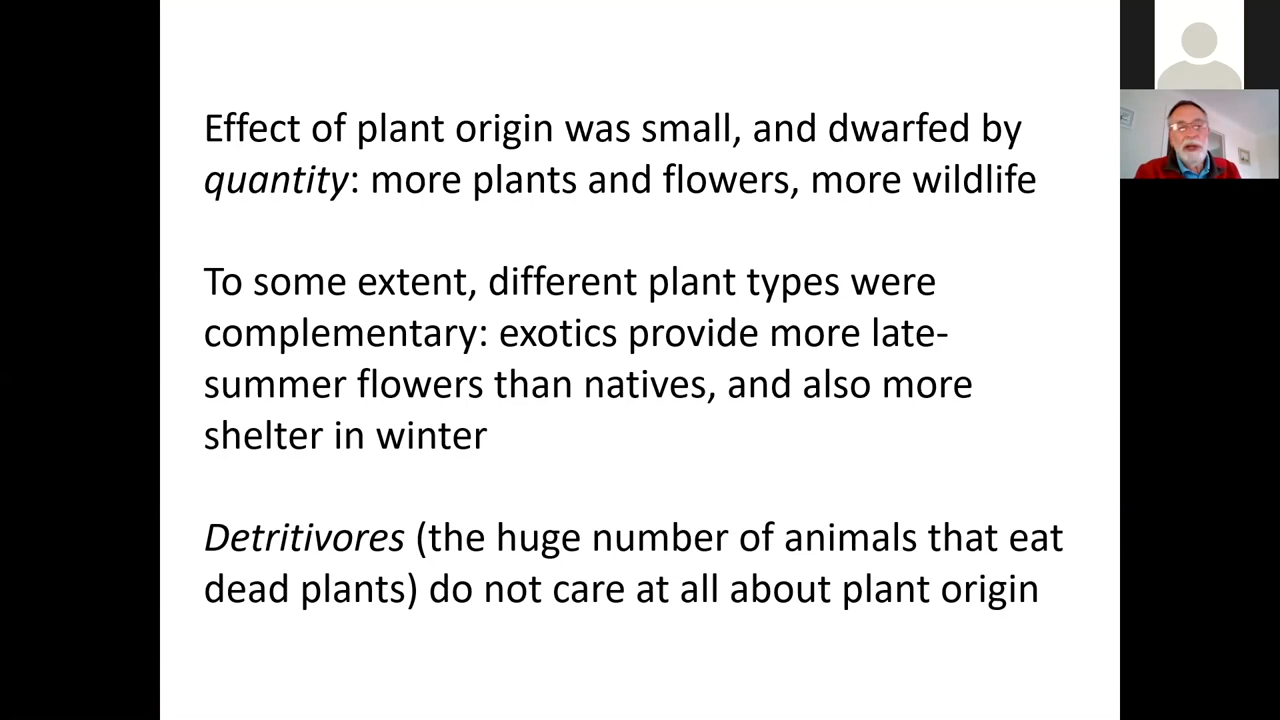 Effect of plant origin was small, and dwarfed by
quantity: more plants and flowers, more wildlife
To some extent, different plant types were
complementary: exotics provide more late-
summer flowers than natives, and also more
shelter in winter
Detritivores (the huge number of animals that eat
dead plants) do not care at all about plant origin